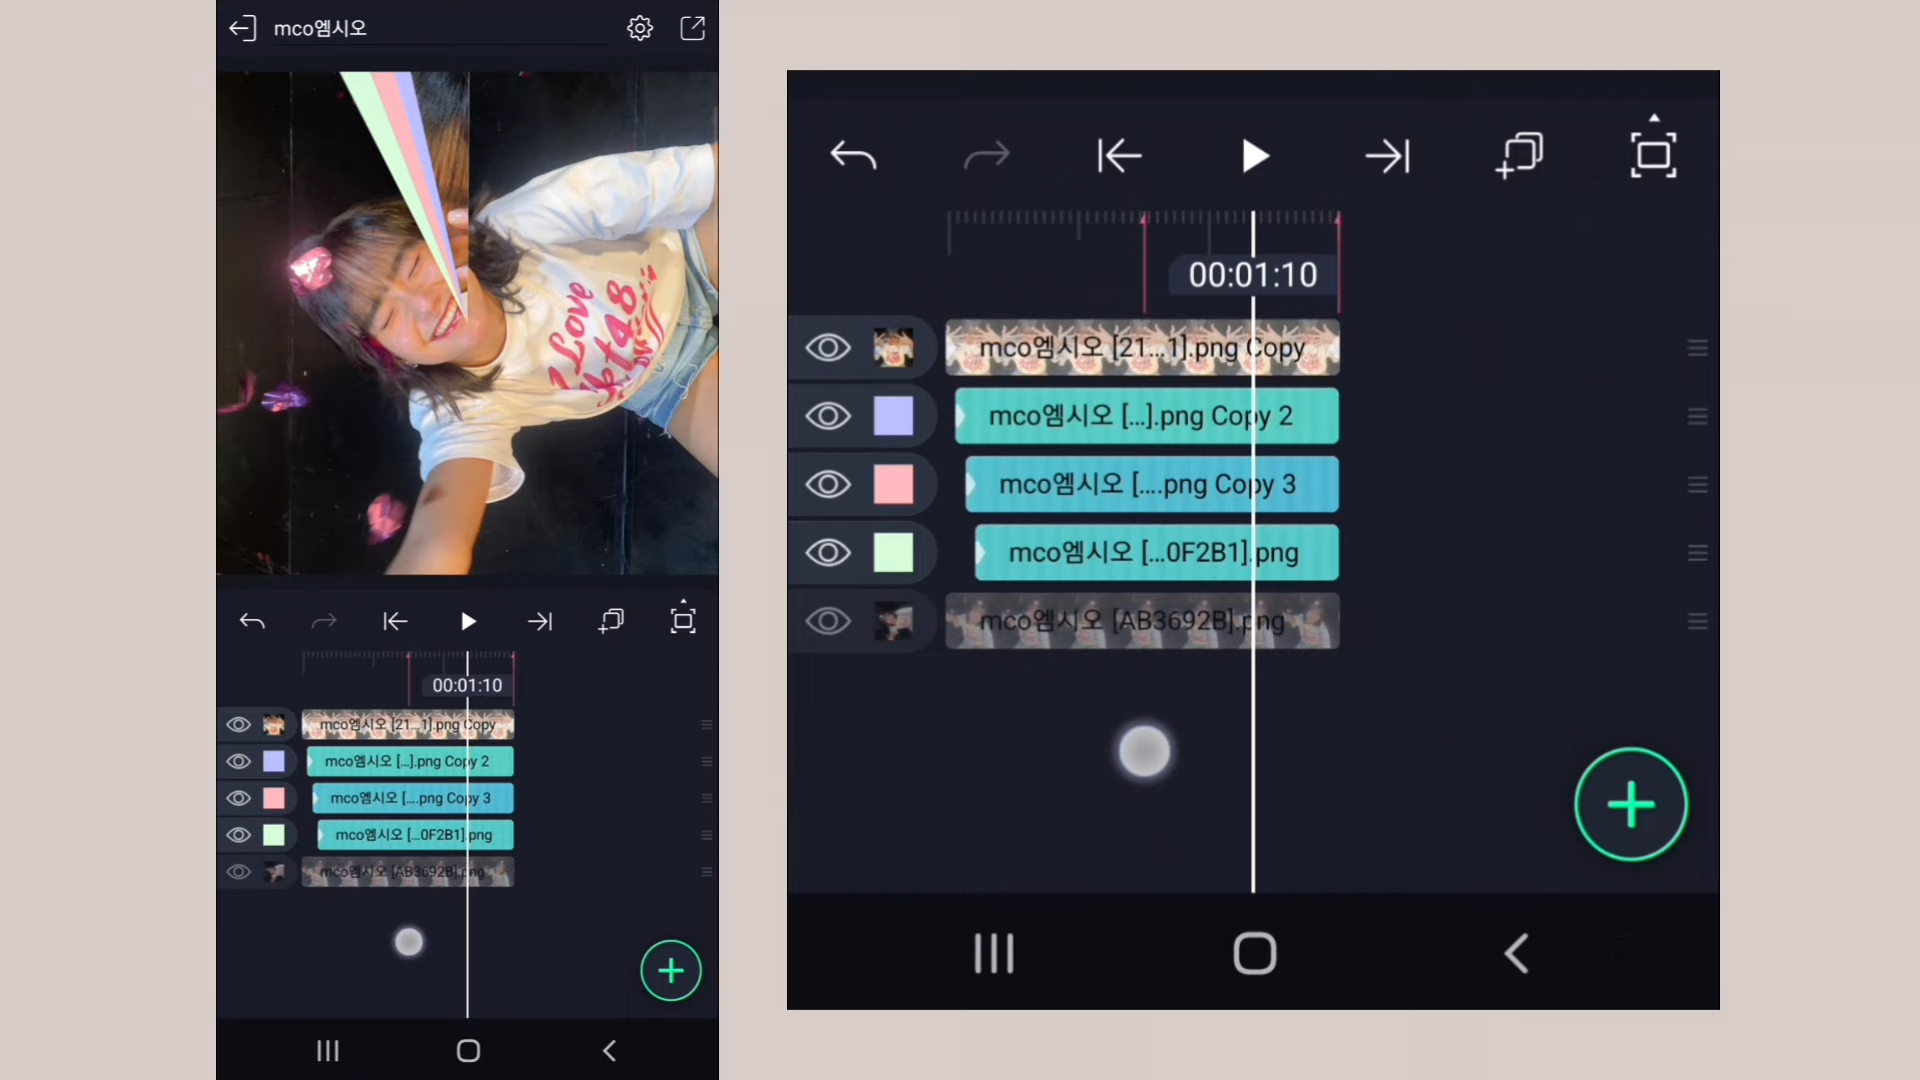 mco엠시오
I Love
skt48
00:01:10
mco엠시오 [21...1].png Copy
mco엠시오 [...].png Copy 2
mco엠시오 [....png Copy 3
mco엠시오 [...0F2B1].png
mco엠시오 [AB3692B].png
00:01:10
mco엠시오 [21...1].png Copy
mco엠시오 [...].png Copy 2
mco엠시오 [....png Copy 3
mco엠시오 [...0F2B1].png
mco엠시오 [AB3692B].png